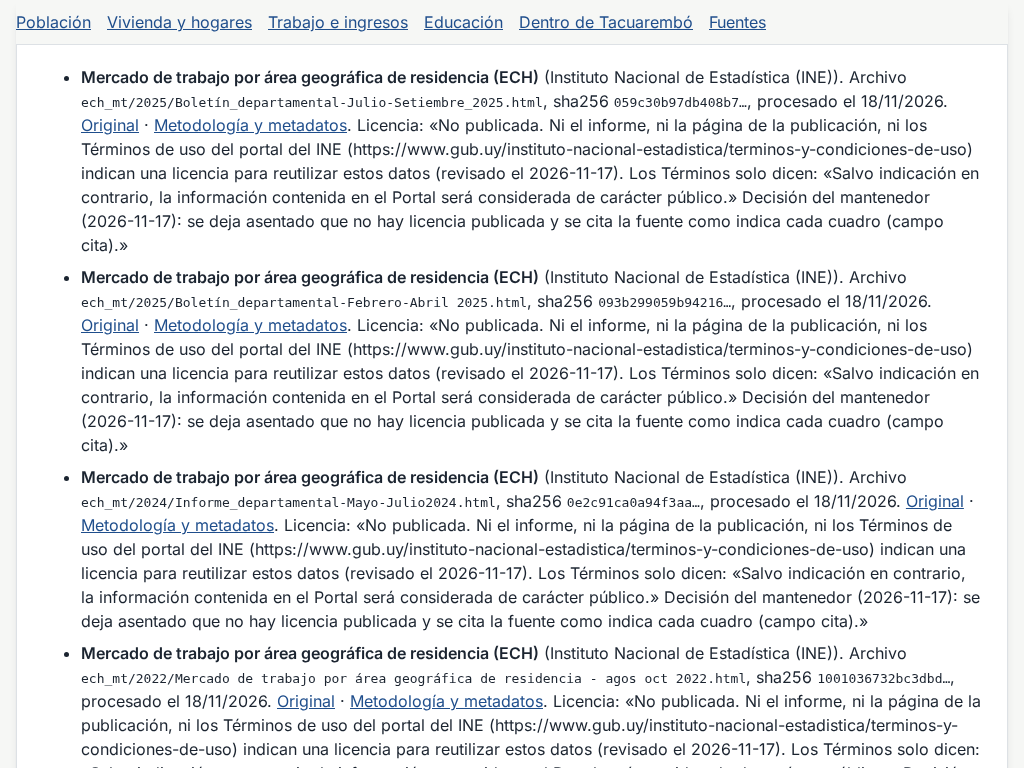 Población Vivienda y hogares Trabajo e ingresos Educación Dentro de Tacuarembó Fuentes
• Mercado de trabajo por área geográfica de residencia (ECH) (Instituto Nacional de Estadística (INE)). Archivo
ech_mt/2025/Boletín_departamental-Julio-Setiembre_2025.html, sha256 059c30b97db408b7…, procesado el 18/11/2026.
Original · Metodología y metadatos. Licencia: «No publicada. Ni el informe, ni la página de la publicación, ni los
Términos de uso del portal del INE (https://www.gub.uy/instituto-nacional-estadistica/terminos-y-condiciones-de-uso)
indican una licencia para reutilizar estos datos (revisado el 2026-11-17). Los Términos solo dicen: «Salvo indicación en
contrario, la información contenida en el Portal será considerada de carácter público.» Decisión del mantenedor
(2026-11-17): se deja asentado que no hay licencia publicada y se cita la fuente como indica cada cuadro (campo
cita).»
• Mercado de trabajo por área geográfica de residencia (ECH) (Instituto Nacional de Estadística (INE)). Archivo
ech_mt/2025/Boletín_departamental-Febrero-Abril 2025.html, sha256 093b299059b94216…, procesado el 18/11/2026.
Original · Metodología y metadatos. Licencia: «No publicada. Ni el informe, ni la página de la publicación, ni los
Términos de uso del portal del INE (https://www.gub.uy/instituto-nacional-estadistica/terminos-y-condiciones-de-uso)
indican una licencia para reutilizar estos datos (revisado el 2026-11-17). Los Términos solo dicen: «Salvo indicación en
contrario, la información contenida en el Portal será considerada de carácter público.» Decisión del mantenedor
(2026-11-17): se deja asentado que no hay licencia publicada y se cita la fuente como indica cada cuadro (campo
cita).»
• Mercado de trabajo por área geográfica de residencia (ECH) (Instituto Nacional de Estadística (INE)). Archivo
ech_mt/2024/Informe_departamental-Mayo-Julio2024.html, sha256 0e2c91ca0a94f3aa…, procesado el 18/11/2026. Original ·
Metodología y metadatos. Licencia: «No publicada. Ni el informe, ni la página de la publicación, ni los Términos de
uso del portal del INE (https://www.gub.uy/instituto-nacional-estadistica/terminos-y-condiciones-de-uso) indican una
licencia para reutilizar estos datos (revisado el 2026-11-17). Los Términos solo dicen: «Salvo indicación en contrario,
la información contenida en el Portal será considerada de carácter público.» Decisión del mantenedor (2026-11-17): se
deja asentado que no hay licencia publicada y se cita la fuente como indica cada cuadro (campo cita).»
• Mercado de trabajo por área geográfica de residencia (ECH) (Instituto Nacional de Estadística (INE)). Archivo
ech_mt/2022/Mercado de trabajo por área geográfica de residencia - agos oct 2022.html, sha256 1001036732bc3dbd…,
procesado el 18/11/2026. Original · Metodología y metadatos. Licencia: «No publicada. Ni el informe, ni la página de la
publicación, ni los Términos de uso del portal del INE (https://www.gub.uy/instituto-nacional-estadistica/terminos-y-
condiciones-de-uso) indican una licencia para reutilizar estos datos (revisado el 2026-11-17). Los Términos solo dicen: